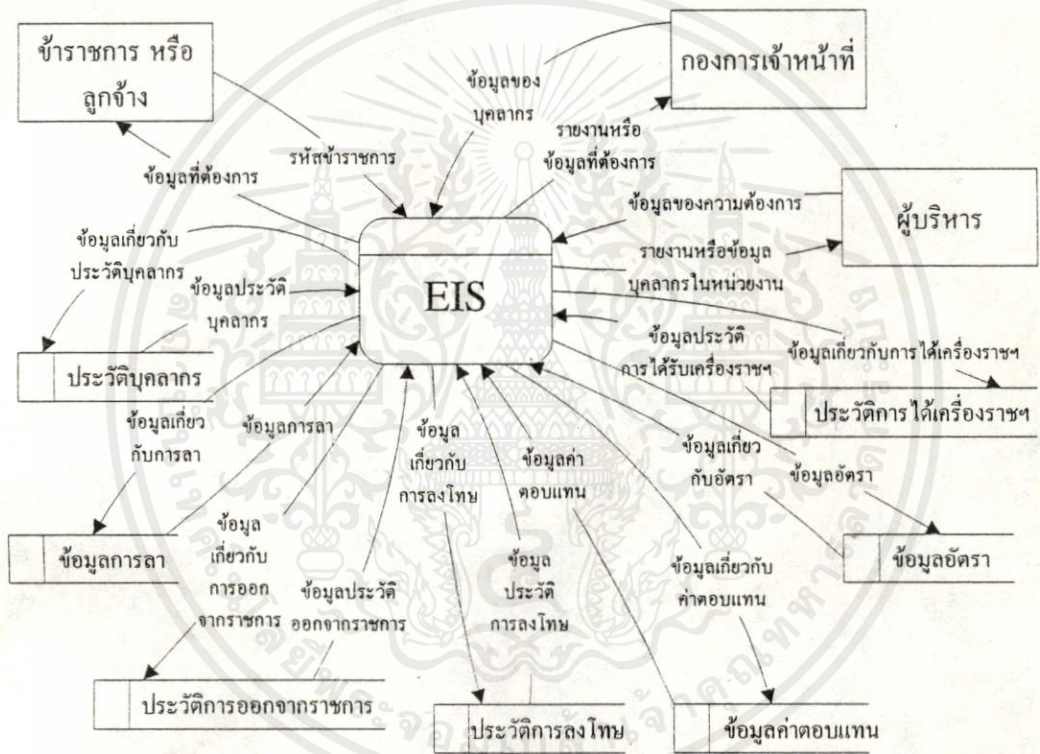 ข้าราชการ หรือ
ลูกจ้าง
กองการเจ้าหน้าที่
ข้อมูลของ
บุคลากร
รายงานหรือ
ข้อมูลที่ต้องการ
รหัสข้าราชการ
ข้อมูลที่ต้องการ
ข้อมูลของความต้องการ
ผู้บริหาร
รายงานหรือข้อมูล
บุคลากรในหน่วยงาน
EIS
ข้อมูลเกี่ยวกับ
ประวัติบุคลากร
ข้อมูลประวัติ
บุคลากร
ประวัติบุคลากร
ข้อมูลประวัติ
การได้รับเครื่องราชฯ
ข้อมูลเกี่ยวกับการได้เครื่องราชฯ
ประวัติการได้เครื่องราชฯ
ข้อมูลเกี่ยว
กับการลา
ข้อมูลการลา
ข้อมูล
เกี่ยวกับ
การลงโทษ
ข้อมูลค่า
ตอบแทน
ข้อมูลเกี่ยว
กับอัตรา
ข้อมูลอัตรา
ข้อมูลการลา
ข้อมูล
เกี่ยวกับ
การออก
จากราชการ
ข้อมูลประวัติ
ออกจากราชการ
ข้อมูล
ประวัติ
การลงโทษ
ข้อมูลเกี่ยวกับ
ค่าตอบแทน
ข้อมูลอัตรา
ประวัติการออกจากราชการ
ประวัติการลงโทษ
ข้อมูลค่าตอบแทน